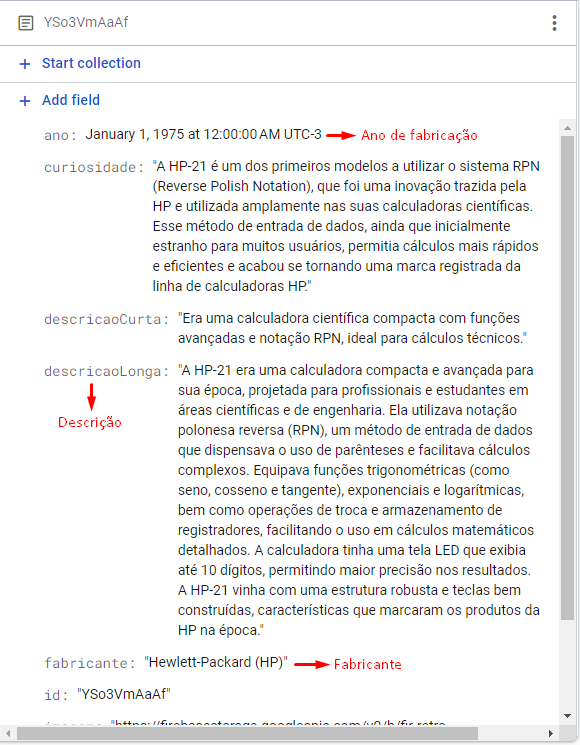 YSo3VmAaAf
+ Start collection
+ Add field
ano: January 1, 1975 at 12:00:00 AM UTC-3 Ano de fabricação
curiosidade: "A HP-21 é um dos primeiros modelos a utilizar o sistema RPN
(Reverse Polish Notation), que foi uma inovação trazida pela
HP e utilizada amplamente nas suas calculadoras científicas.
Esse método de entrada de dados, ainda que inicialmente
estranho para muitos usuários, permitia cálculos mais rápidos
e eficientes e acabou se tornando uma marca registrada da
linha de calculadoras HP."
descricaoCurta: "Era uma calculadora científica compacta com funções
avançadas e notação RPN, ideal para cálculos técnicos."
descricaoLonga: "A HP-21 era uma calculadora compacta e avançada para
sua época, projetada para profissionais e estudantes em
áreas científicas e de engenharia. Ela utilizava notação
Descrição
polonesa reversa (RPN), um método de entrada de dados
que dispensava o uso de parênteses e facilitava cálculos
complexos. Equipava funções trigonométricas (como
seno, cosseno e tangente), exponenciais e logarítmicas,
bem como operações de troca e armazenamento de
registradores, facilitando o uso em cálculos matemáticos
detalhados. A calculadora tinha uma tela LED que exibia
até 10 dígitos, permitindo maior precisão nos resultados.
A HP-21 vinha com uma estrutura robusta e teclas bem
construídas, características que marcaram os produtos da
HP na época."
fabricante: "Hewlett-Packard (HP)" Fabricante
id: "YSo3VmAaAf"